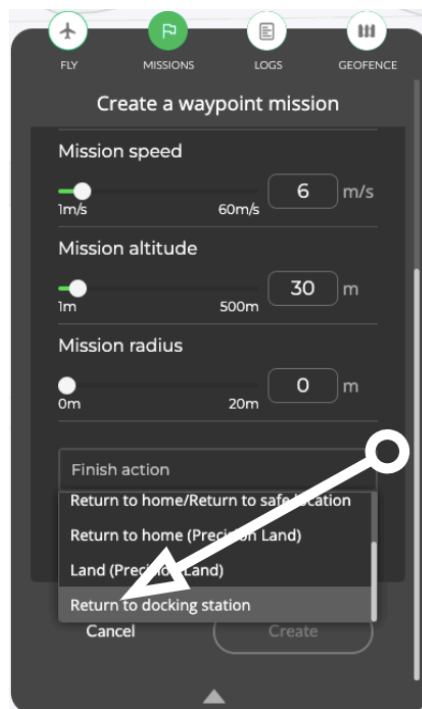 FLY MISSIONS LOGS GEOFENCE
Create a waypoint mission
Mission speed
6 m/s
1m/s 60m/s
Mission altitude
30 m
1m 500m
Mission radius
0 m
0m 20m
Finish action
Return to home/Return to safe location
Return to home (Precision Land)
Land (Precision Land)
Return to docking station
Cancel Create